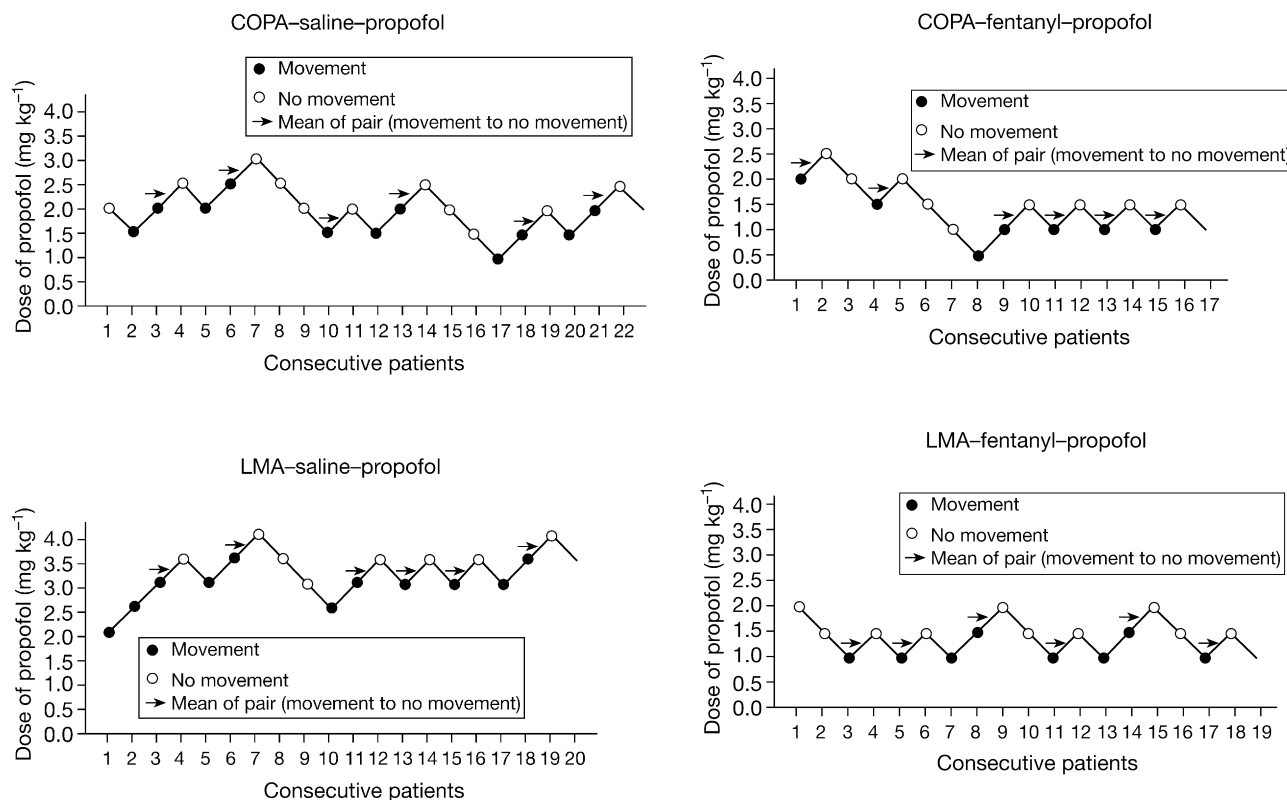 COPA–saline–propofol
Movement
No movement
Mean of pair (movement to no movement)
Dose of propofol (mg kg⁻¹)
4.0
3.5
3.0
2.5
2.0
1.5
1.0
0.5
0.0
1 2 3 4 5 6 7 8 9 10 11 12 13 14 15 16 17 18 19 20 21 22
Consecutive patients
COPA–fentanyl–propofol
Movement
No movement
Mean of pair (movement to no movement)
Dose of propofol (mg kg⁻¹)
4.0
3.5
3.0
2.5
2.0
1.5
1.0
0.5
0.0
1 2 3 4 5 6 7 8 9 10 11 12 13 14 15 16 17
Consecutive patients
LMA–saline–propofol
Dose of propofol (mg kg⁻¹)
4.0
3.5
3.0
2.5
2.0
1.5
1.0
0.5
0.0
Movement
No movement
Mean of pair (movement to no movement)
1 2 3 4 5 6 7 8 9 10 11 12 13 14 15 16 17 18 19 20
Consecutive patients
LMA–fentanyl–propofol
Movement
No movement
Mean of pair (movement to no movement)
Dose of propofol (mg kg⁻¹)
4.0
3.5
3.0
2.5
2.0
1.5
1.0
0.5
0.0
1 2 3 4 5 6 7 8 9 10 11 12 13 14 15 16 17 18 19
Consecutive patients